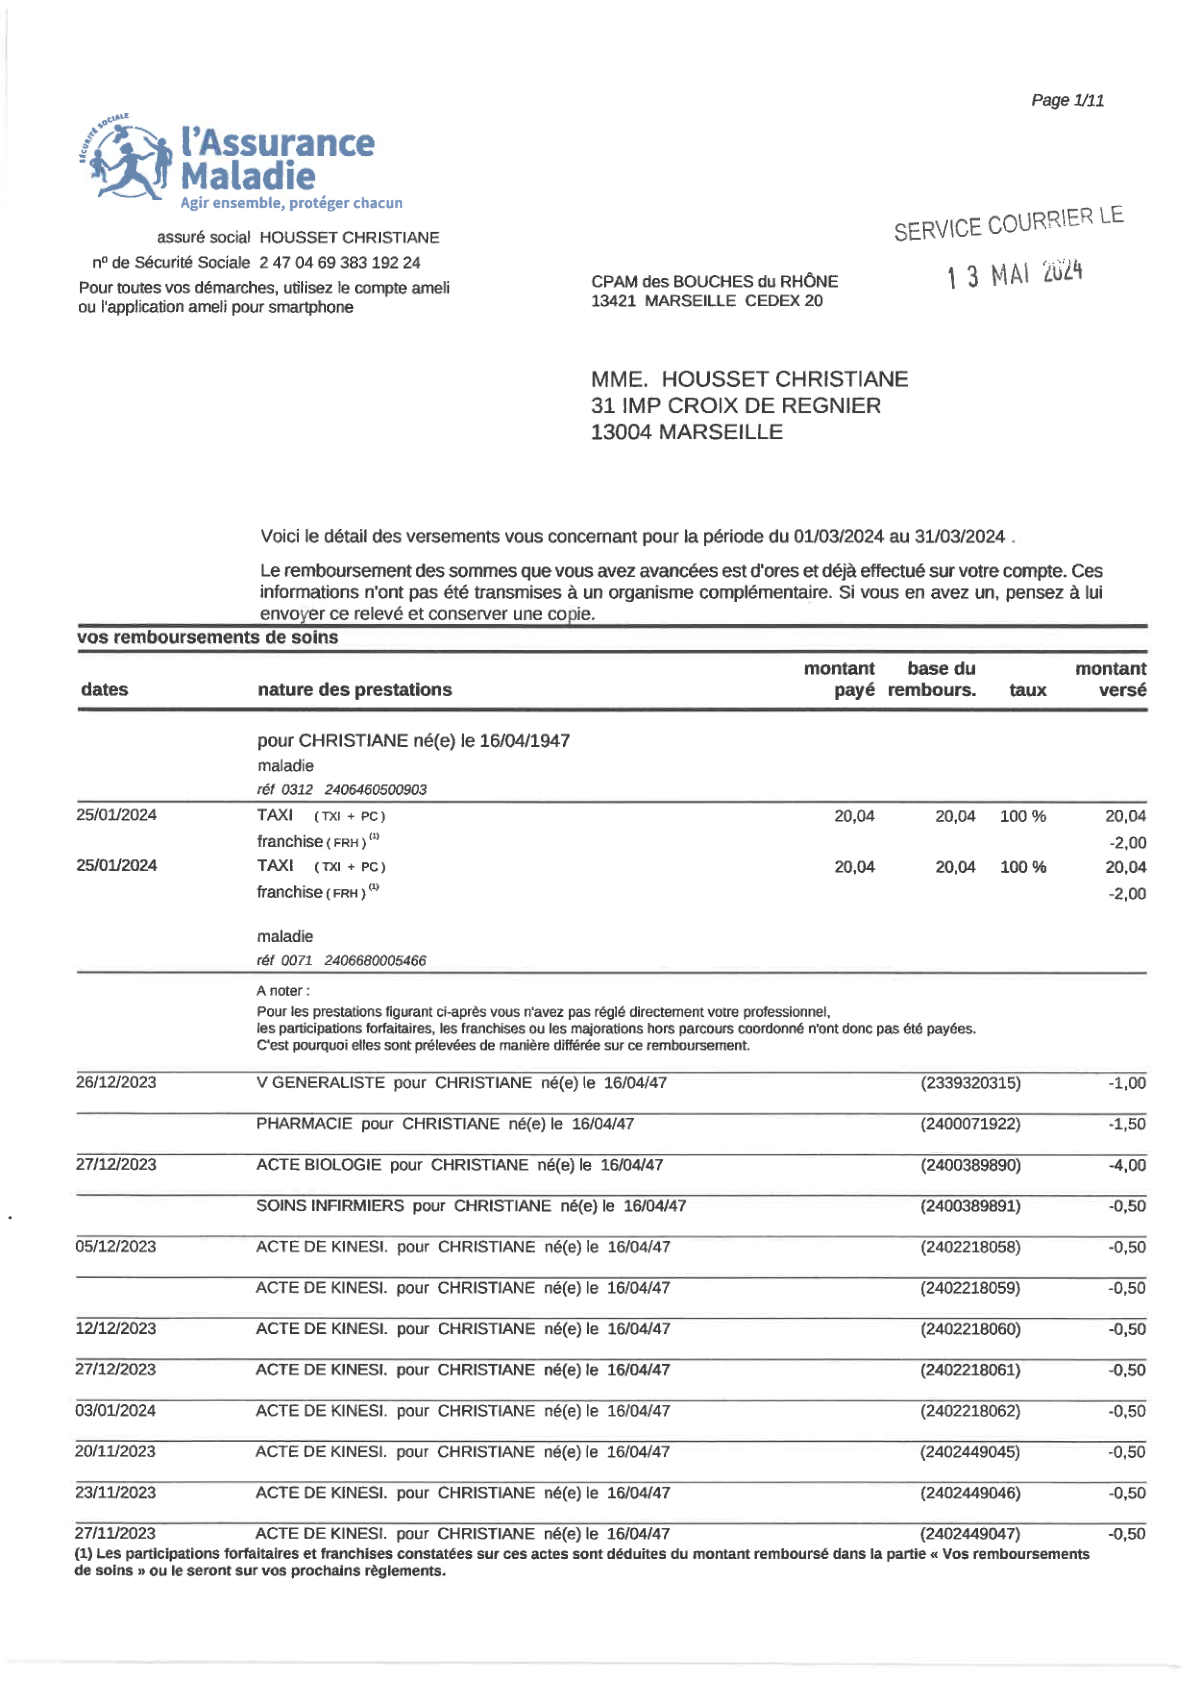 Page 1/11
SÉCURITÉ SOCIALE
l'Assurance
Maladie
Agir ensemble, protéger chacun
assuré social HOUSSET CHRISTIANE
n° de Sécurité Sociale 2 47 04 69 383 192 24
Pour toutes vos démarches, utilisez le compte ameli
ou l'application ameli pour smartphone
SERVICE COURRIER LE
13 MAI 2024
CPAM des BOUCHES du RHÔNE
13421 MARSEILLE CEDEX 20
MME. HOUSSET CHRISTIANE
31 IMP CROIX DE REGNIER
13004 MARSEILLE
Voici le détail des versements vous concernant pour la période du 01/03/2024 au 31/03/2024 .
Le remboursement des sommes que vous avez avancées est d'ores et déjà effectué sur votre compte. Ces
informations n'ont pas été transmises à un organisme complémentaire. Si vous en avez un, pensez à lui
envoyer ce relevé et conserver une copie.
vos remboursements de soins
dates nature des prestations montant payé base du rembours. taux montant versé
pour CHRISTIANE né(e) le 16/04/1947
maladie
réf 0312 2406460500903
25/01/2024 TAXI (TXI + PC) 20,04 20,04 100 % 20,04
franchise (FRH) (1) -2,00
25/01/2024 TAXI (TXI + PC) 20,04 20,04 100 % 20,04
franchise (FRH) (1) -2,00
maladie
réf 0071 2406680005466
A noter :
Pour les prestations figurant ci-après vous n'avez pas réglé directement votre professionnel,
les participations forfaitaires, les franchises ou les majorations hors parcours coordonné n'ont donc pas été payées.
C'est pourquoi elles sont prélevées de manière différée sur ce remboursement.
26/12/2023 V GENERALISTE pour CHRISTIANE né(e) le 16/04/47 (2339320315) -1,00
PHARMACIE pour CHRISTIANE né(e) le 16/04/47 (2400071922) -1,50
27/12/2023 ACTE BIOLOGIE pour CHRISTIANE né(e) le 16/04/47 (2400389890) -4,00
SOINS INFIRMIERS pour CHRISTIANE né(e) le 16/04/47 (2400389891) -0,50
05/12/2023 ACTE DE KINESI. pour CHRISTIANE né(e) le 16/04/47 (2402218058) -0,50
ACTE DE KINESI. pour CHRISTIANE né(e) le 16/04/47 (2402218059) -0,50
12/12/2023 ACTE DE KINESI. pour CHRISTIANE né(e) le 16/04/47 (2402218060) -0,50
27/12/2023 ACTE DE KINESI. pour CHRISTIANE né(e) le 16/04/47 (2402218061) -0,50
03/01/2024 ACTE DE KINESI. pour CHRISTIANE né(e) le 16/04/47 (2402218062) -0,50
20/11/2023 ACTE DE KINESI. pour CHRISTIANE né(e) le 16/04/47 (2402449045) -0,50
23/11/2023 ACTE DE KINESI. pour CHRISTIANE né(e) le 16/04/47 (2402449046) -0,50
27/11/2023 ACTE DE KINESI. pour CHRISTIANE né(e) le 16/04/47 (2402449047) -0,50
(1) Les participations forfaitaires et franchises constatées sur ces actes sont déduites du montant remboursé dans la partie « Vos remboursements
de soins » ou le seront sur vos prochains règlements.